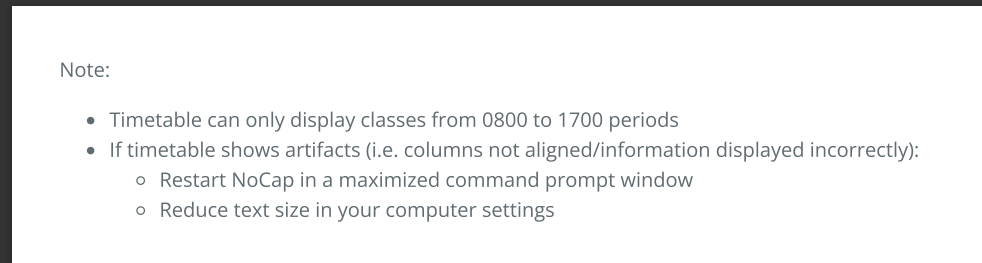 Note:
Timetable can only display classes from 0800 to 1700 periods
If timetable shows artifacts (i.e. columns not aligned/information displayed incorrectly):
Restart NoCap in a maximized command prompt window
Reduce text size in your computer settings